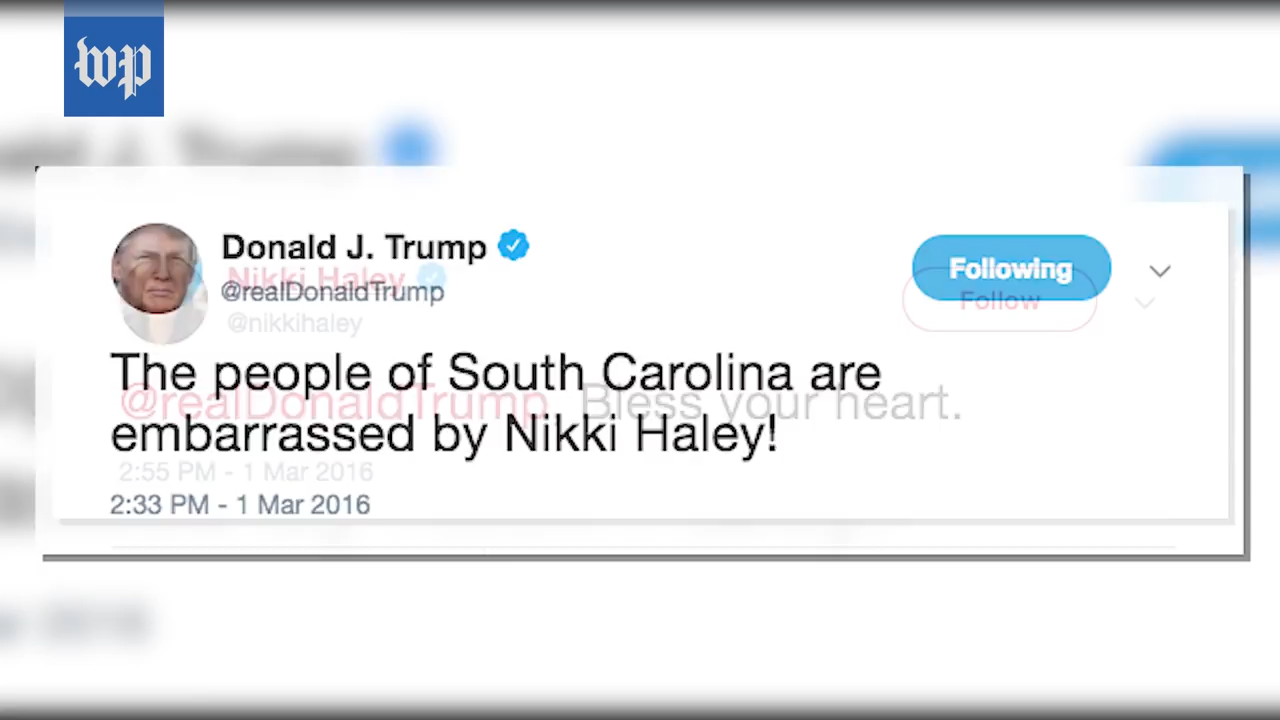 wp
Donald J. Trump
Nikki Haley
@realDonaldTrump
@nikkihaley
Following
Follow
The people of South Carolina are
@realDonaldTrump Bless your heart.
embarrassed by Nikki Haley!
2:55 PM - 1 Mar 2016
2:33 PM - 1 Mar 2016